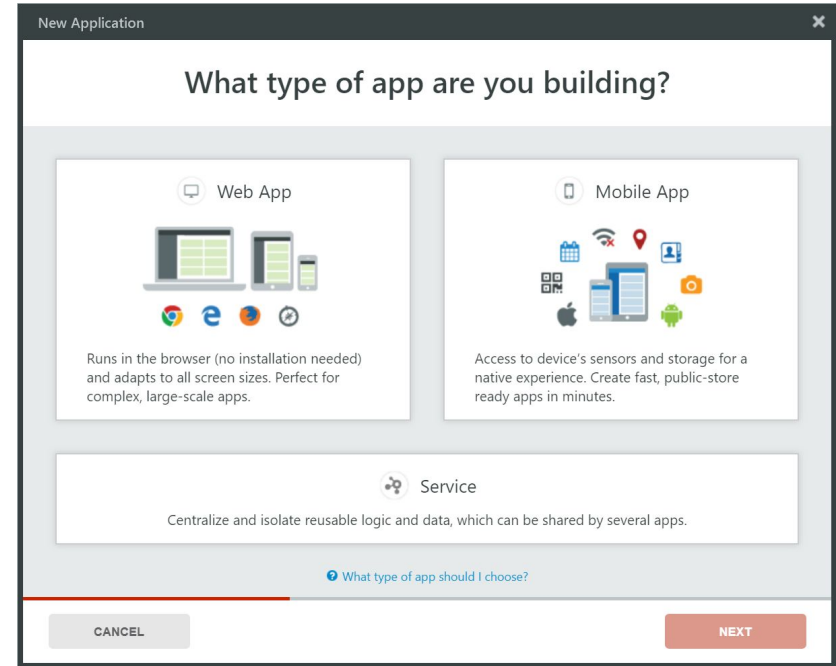 New Application
What type of app are you building?
Web App
Runs in the browser (no installation needed)
and adapts to all screen sizes. Perfect for
complex, large-scale apps.
Mobile App
Access to device's sensors and storage for a
native experience. Create fast, public-store
ready apps in minutes.
Service
Centralize and isolate reusable logic and data, which can be shared by several apps.
What type of app should I choose?
CANCEL
NEXT